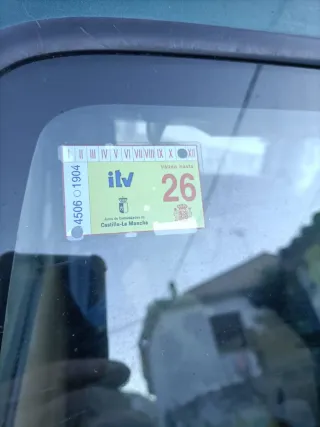 I II III IV V VI VII VIII IX X XII
Válido hasta
itv
26
4506 1904
Junta de Comunidades de
Castilla-La Mancha